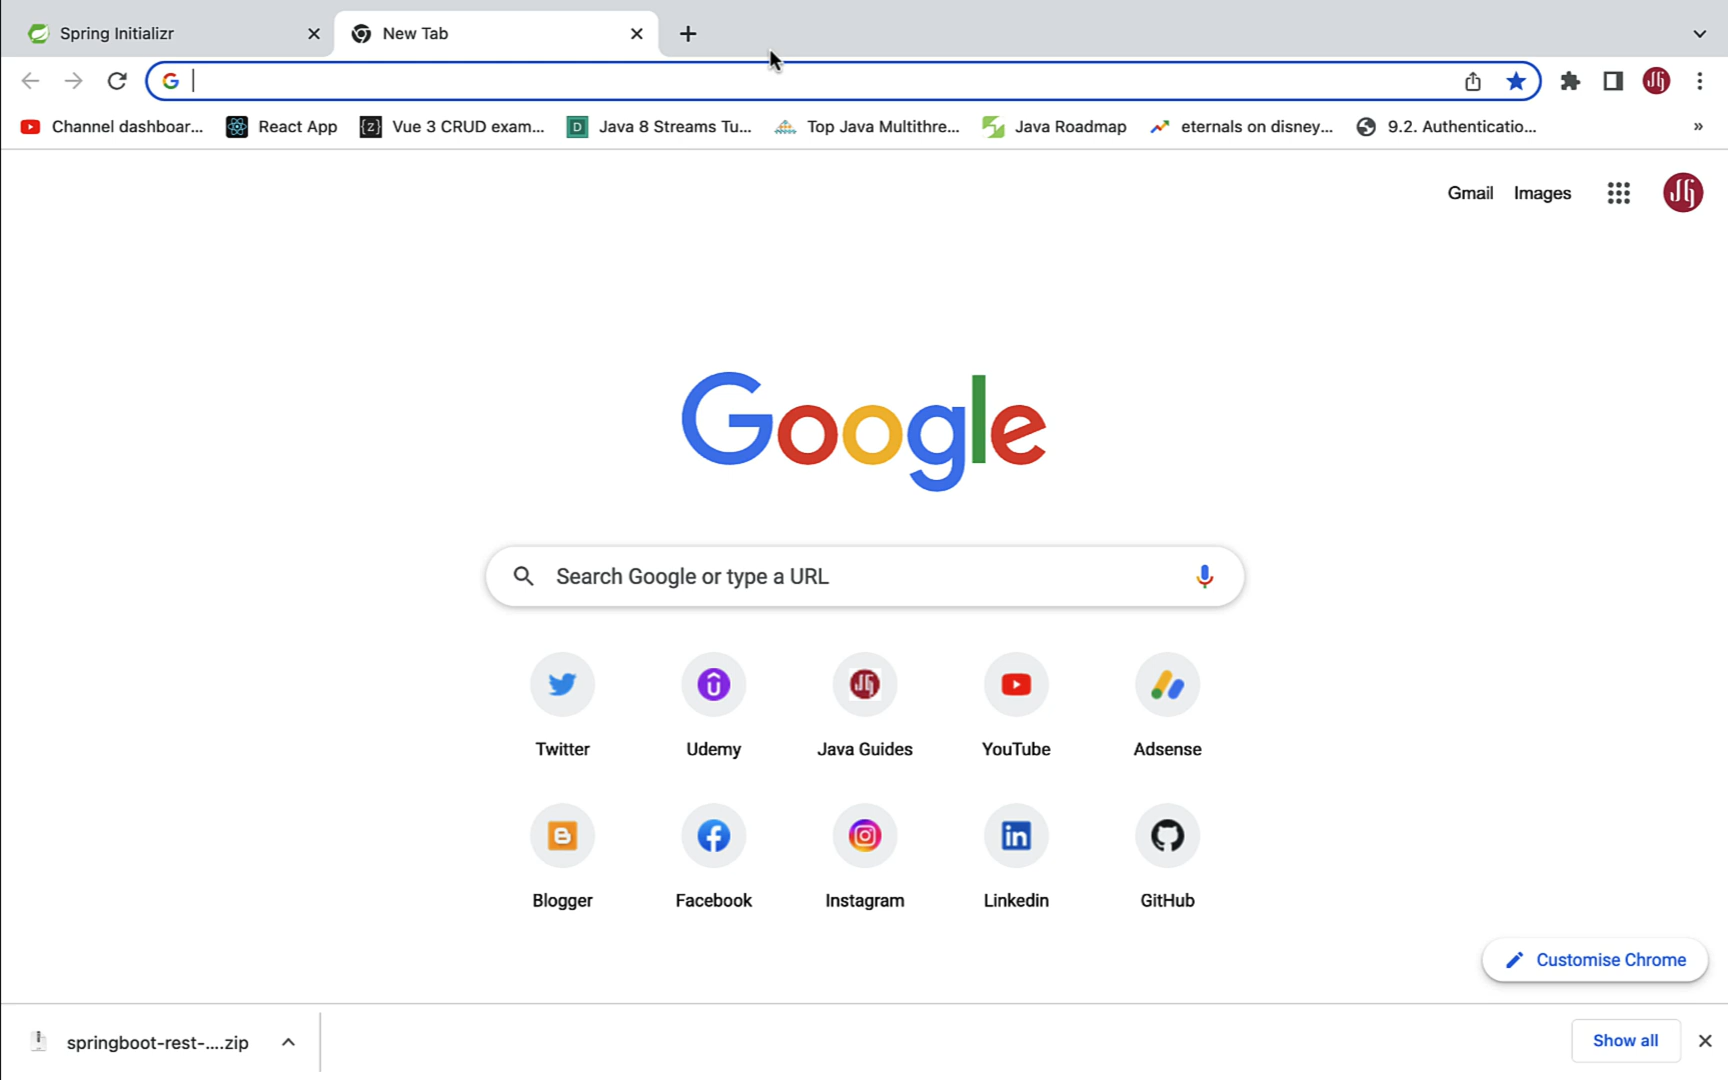 Spring Initializr
New Tab
Channel dashboar... React App Vue 3 CRUD exam... Java 8 Streams Tu... Top Java Multithre... Java Roadmap eternals on disney... 9.2. Authenticatio... »
Gmail Images
Google
Search Google or type a URL
Twitter Udemy Java Guides YouTube Adsense
Blogger Facebook Instagram Linkedin GitHub
Customise Chrome
springboot-rest-....zip
Show all